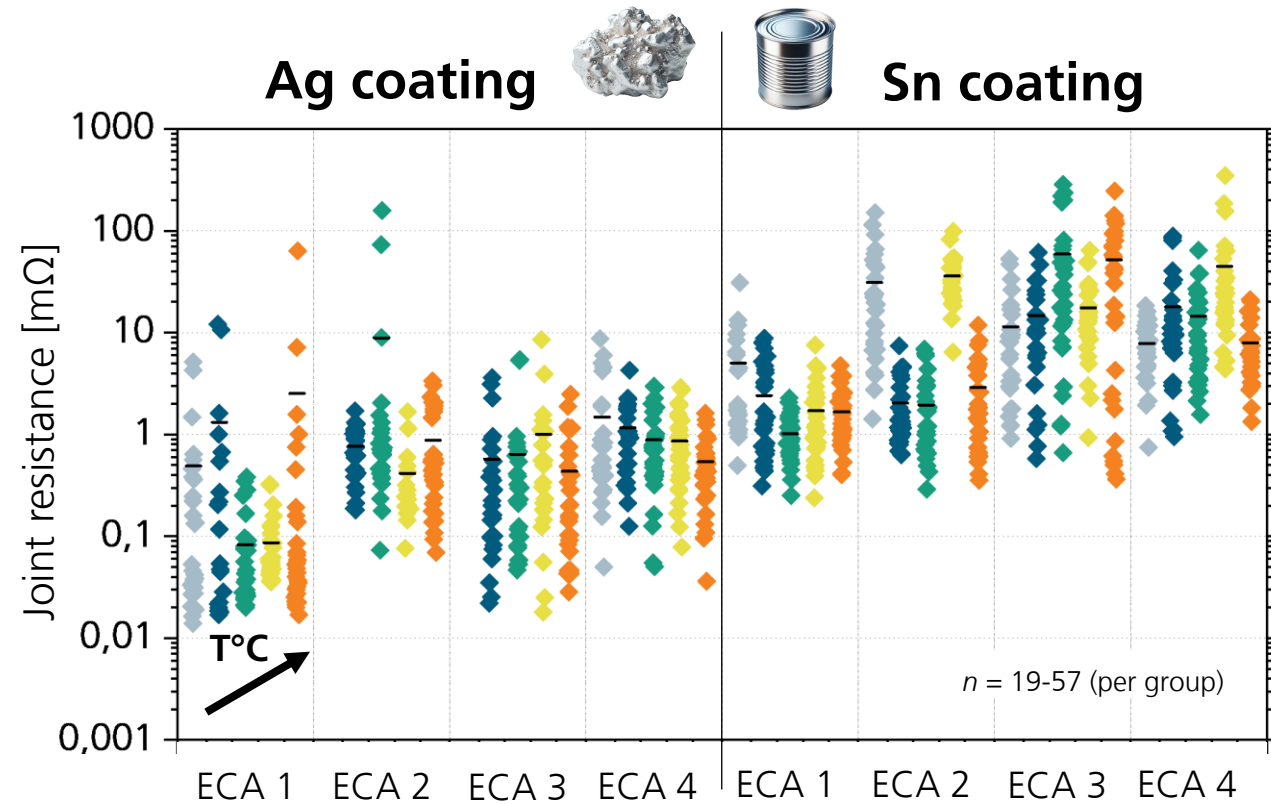 Ag coating
Sn coating
Joint resistance [mΩ]
1000
100
10
1
0,1
0,01
0,001
T°C
n = 19-57 (per group)
ECA 1
ECA 2
ECA 3
ECA 4
ECA 1
ECA 2
ECA 3
ECA 4